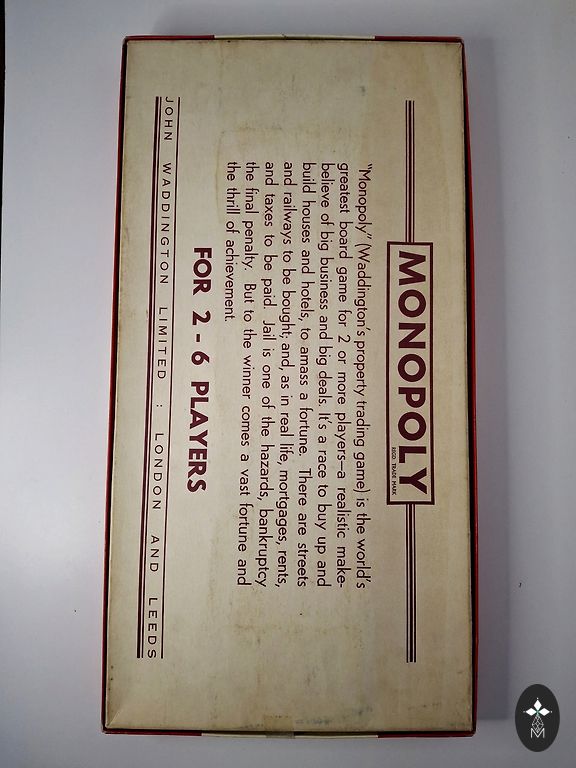 MONOPOLY
REGD. TRADE MARK
"Monopoly" (Waddington's property trading game) is the world's
greatest board game for 2 or more players—a realistic make-
believe of big business and big deals. It's a race to buy up and
build houses and hotels, to amass a fortune. There are streets
and railways to be bought; and, as in real life, mortgages, rents,
and taxes to be paid. Jail is one of the hazards, bankruptcy
the final penalty. But to the winner comes a vast fortune and
the thrill of achievement.
FOR 2 - 6 PLAYERS
JOHN WADDINGTON LIMITED : LONDON AND LEEDS
M